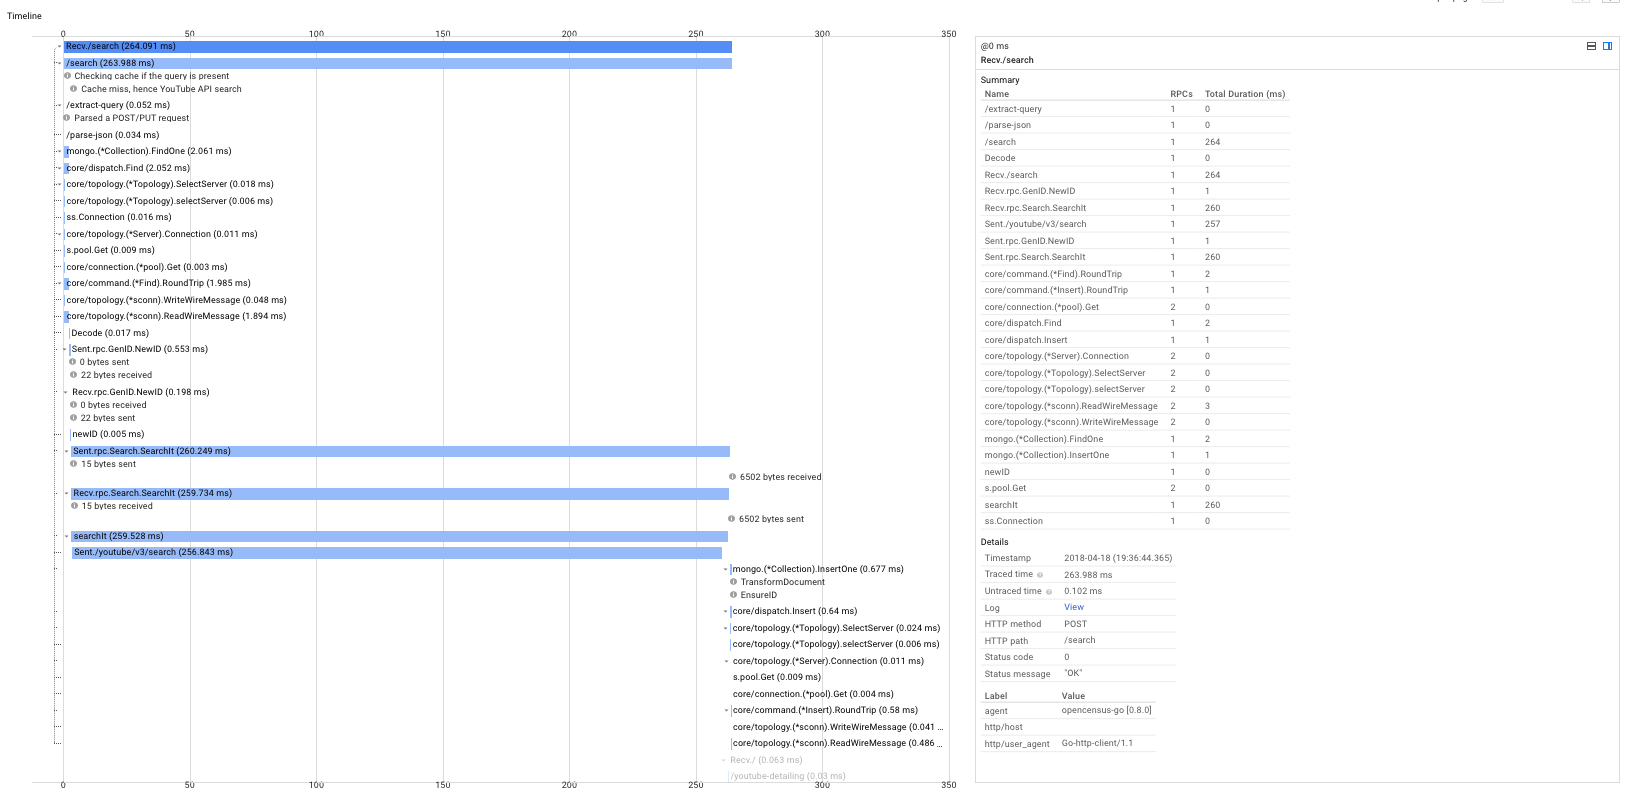 Timeline
0 50 100 150 200 250 300 350
Recv./search (264.091 ms)
/search (263.988 ms)
Checking cache if the query is present
Cache miss, hence YouTube API search
/extract-query (0.052 ms)
Parsed a POST/PUT request
/parse-json (0.034 ms)
mongo.(*Collection).FindOne (2.061 ms)
core/dispatch.Find (2.052 ms)
core/topology.(*Topology).SelectServer (0.018 ms)
core/topology.(*Topology).selectServer (0.006 ms)
ss.Connection (0.016 ms)
core/topology.(*Server).Connection (0.011 ms)
s.pool.Get (0.009 ms)
core/connection.(*pool).Get (0.003 ms)
core/command.(*Find).RoundTrip (1.985 ms)
core/topology.(*sconn).WriteWireMessage (0.048 ms)
core/topology.(*sconn).ReadWireMessage (1.894 ms)
Decode (0.017 ms)
Sent.rpc.GenID.NewID (0.553 ms)
0 bytes sent
22 bytes received
Recv.rpc.GenID.NewID (0.198 ms)
0 bytes received
22 bytes sent
newID (0.005 ms)
Sent.rpc.Search.SearchIt (260.249 ms)
15 bytes sent
6502 bytes received
Recv.rpc.Search.SearchIt (259.734 ms)
15 bytes received
6502 bytes sent
searchIt (259.528 ms)
Sent./youtube/v3/search (256.843 ms)
mongo.(*Collection).InsertOne (0.677 ms)
TransformDocument
EnsureID
core/dispatch.Insert (0.64 ms)
core/topology.(*Topology).SelectServer (0.024 ms)
core/topology.(*Topology).selectServer (0.006 ms)
core/topology.(*Server).Connection (0.011 ms)
s.pool.Get (0.009 ms)
core/connection.(*pool).Get (0.004 ms)
core/command.(*Insert).RoundTrip (0.58 ms)
core/topology.(*sconn).WriteWireMessage (0.041 ...
core/topology.(*sconn).ReadWireMessage (0.486 ...
Recv./ (0.063 ms)
/youtube-detailing (0.03 ms)
0 50 100 150 200 250 300 350
@0 ms
Recv./search
Summary
Name RPCs Total Duration (ms)
/extract-query 1 0
/parse-json 1 0
/search 1 264
Decode 1 0
Recv./search 1 264
Recv.rpc.GenID.NewID 1 1
Recv.rpc.Search.SearchIt 1 260
Sent./youtube/v3/search 1 257
Sent.rpc.GenID.NewID 1 1
Sent.rpc.Search.SearchIt 1 260
core/command.(*Find).RoundTrip 1 2
core/command.(*Insert).RoundTrip 1 1
core/connection.(*pool).Get 2 0
core/dispatch.Find 1 2
core/dispatch.Insert 1 1
core/topology.(*Server).Connection 2 0
core/topology.(*Topology).SelectServer 2 0
core/topology.(*Topology).selectServer 2 0
core/topology.(*sconn).ReadWireMessage 2 3
core/topology.(*sconn).WriteWireMessage 2 0
mongo.(*Collection).FindOne 1 2
mongo.(*Collection).InsertOne 1 1
newID 1 0
s.pool.Get 2 0
searchIt 1 260
ss.Connection 1 0
Details
Timestamp 2018-04-18 (19:36:44.365)
Traced time 263.988 ms
Untraced time 0.102 ms
Log View
HTTP method POST
HTTP path /search
Status code 0
Status message "OK"
Label Value
agent opencensus-go [0.8.0]
http/host
http/user_agent Go-http-client/1.1